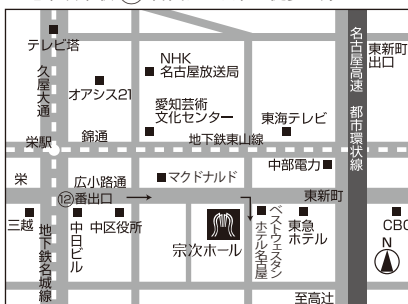 テレビ塔
久屋大通
オアシス21
NHK
名古屋放送局
愛知芸術
文化センター
東海テレビ
名古屋高速 都市環状線
東新町
出口
錦通
地下鉄東山線
栄駅
中部電力
栄
広小路通
マクドナルド
東新町
⑫番出口
三越
地下鉄名城線
中日ビル
中区役所
宗次ホール
ベストウェスタン
ホテル名古屋
東急
ホテル
CBC
N
至高辻